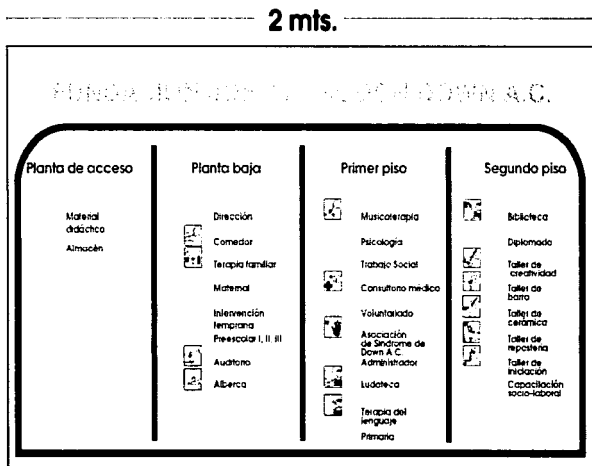 2 mts.
DOWN A.C.
Planta de acceso
Material
didáctico
Almacén
Planta baja
Dirección
Comedor
Terapia familiar
Maternal
Intervención
temprana
Preescolar I, II, III
Auditorio
Alberca
Primer piso
Musicoterapia
Psicología
Trabajo Social
Consultorio médico
Voluntariado
Asociación
de Síndrome de
Down A.C.
Administrador
Ludoteca
Terapia del
lenguaje
Primaria
Segundo piso
Biblioteca
Diplomado
Taller de
creatividad
Taller de
barro
Taller de
cerámica
Taller de
repostería
Taller de
iniciación
Capacitación
socio-laboral